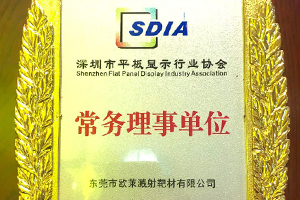 SDIA
深圳市平板显示行业协会
Shenzhen Flat Panel Display Industry Association
常务理事单位
东莞市欧莱溅射靶材有限公司